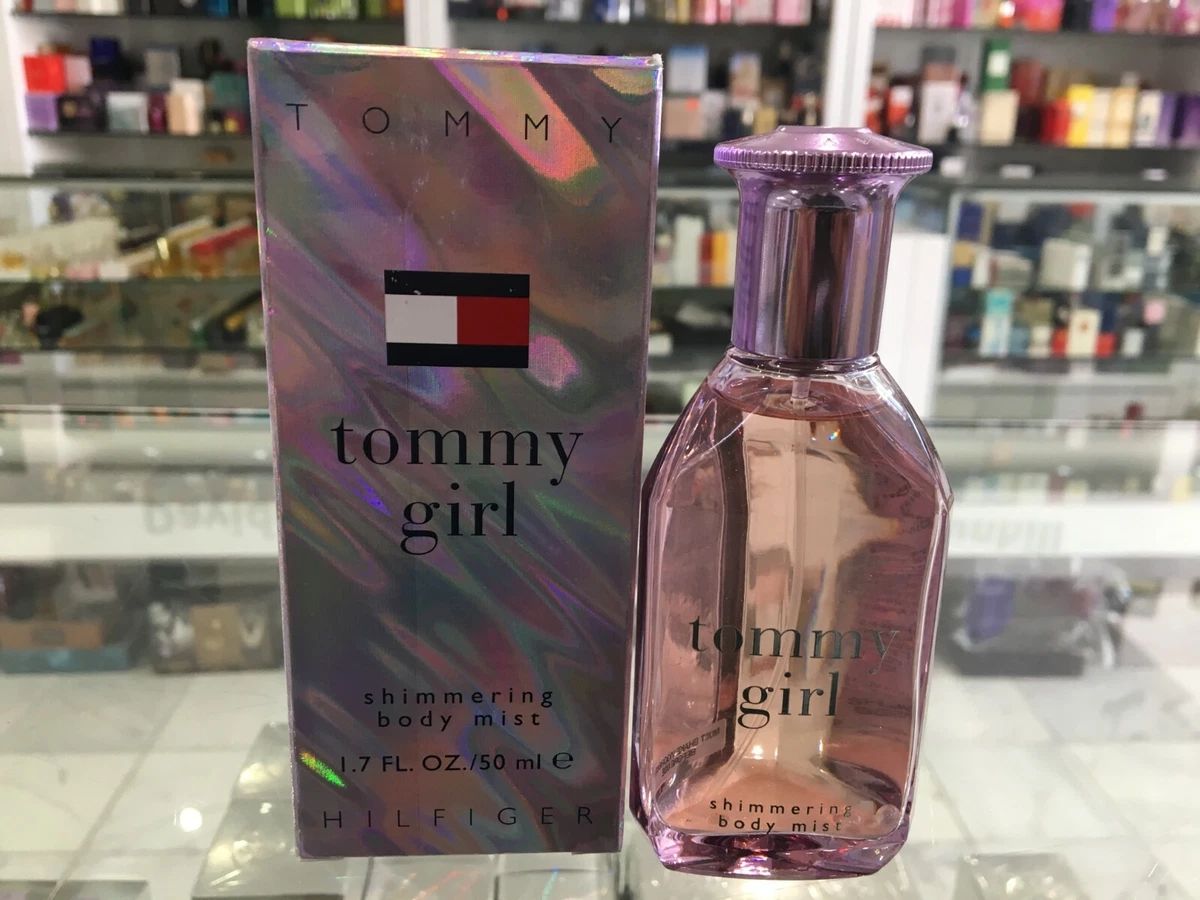 TOMMY
tommy
girl
shimmering
body mist
1.7 FL. OZ./50 ml ℮
HILFIGER
tommy
girl
shimmering
body mist